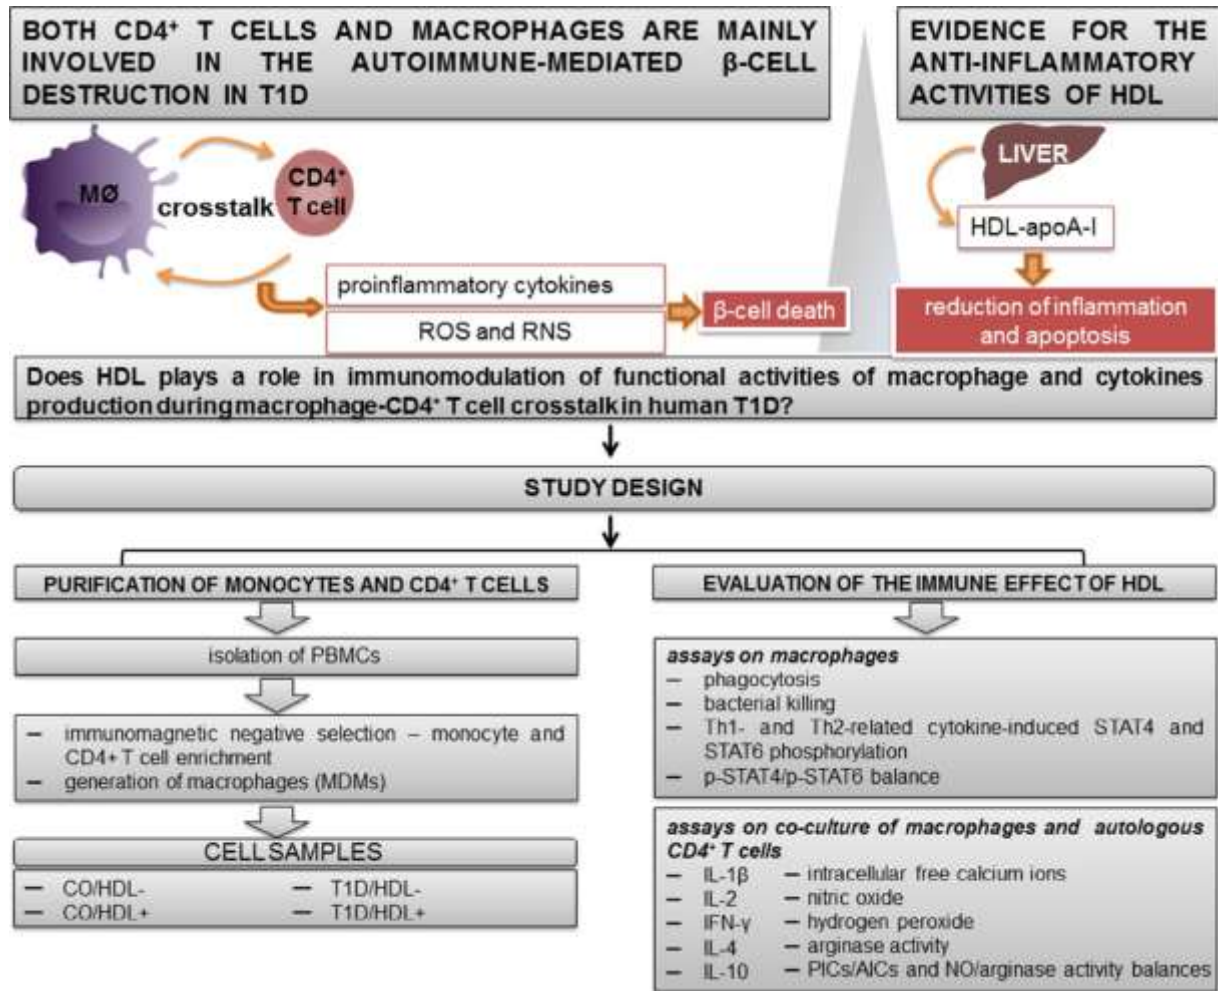 BOTH CD4⁺ T CELLS AND MACROPHAGES ARE MAINLY
INVOLVED IN THE AUTOIMMUNE-MEDIATED β-CELL
DESTRUCTION IN T1D
EVIDENCE FOR THE
ANTI-INFLAMMATORY
ACTIVITIES OF HDL
MØ
crosstalk
CD4⁺
T cell
proinflammatory cytokines
ROS and RNS
β-cell death
LIVER
HDL-apoA-I
reduction of inflammation
and apoptosis
Does HDL plays a role in immunomodulation of functional activities of macrophage and cytokines
production during macrophage-CD4⁺ T cell crosstalk in human T1D?
STUDY DESIGN
PURIFICATION OF MONOCYTES AND CD4⁺ T CELLS
isolation of PBMCs
– immunomagnetic negative selection – monocyte and
CD4+ T cell enrichment
– generation of macrophages (MDMs)
CELL SAMPLES
– CO/HDL- – T1D/HDL-
– CO/HDL+ – T1D/HDL+
EVALUATION OF THE IMMUNE EFFECT OF HDL
assays on macrophages
– phagocytosis
– bacterial killing
– Th1- and Th2-related cytokine-induced STAT4 and
STAT6 phosphorylation
– p-STAT4/p-STAT6 balance
assays on co-culture of macrophages and autologous
CD4⁺ T cells
– IL-1β – intracellular free calcium ions
– IL-2 – nitric oxide
– IFN-γ – hydrogen peroxide
– IL-4 – arginase activity
– IL-10 – PICs/AICs and NO/arginase activity balances